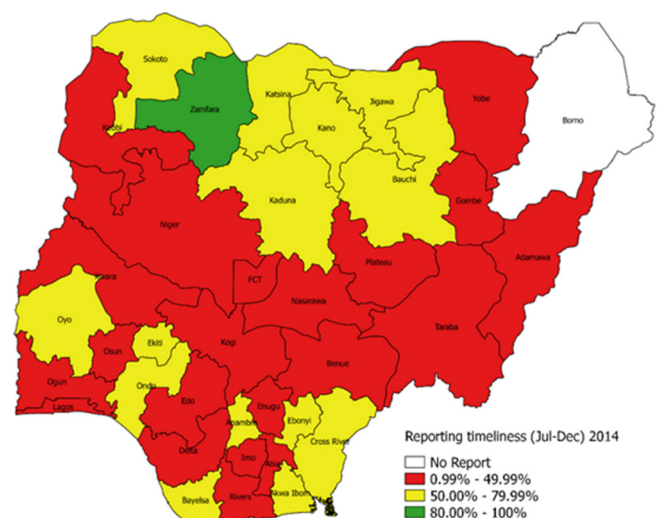 Sokoto
Katsina
Jigawa
Yobe
Zamfara
Kano
Borno
Kebbi
Bauchi
Kaduna
Gombe
Niger
Adamawa
Plateau
FCT
Kwara
Nasarawa
Oyo
Taraba
Ekiti
Kogi
Osun
Benue
Ogun
Ondo
Edo
Enugu
Lagos
Anambra
Ebonyi
Cross River
Delta
Imo
Abia
Akwa Ibom
Bayelsa
Rivers
Reporting timeliness (Jul-Dec) 2014
No Report
0.99% - 49.99%
50.00% - 79.99%
80.00% - 100%